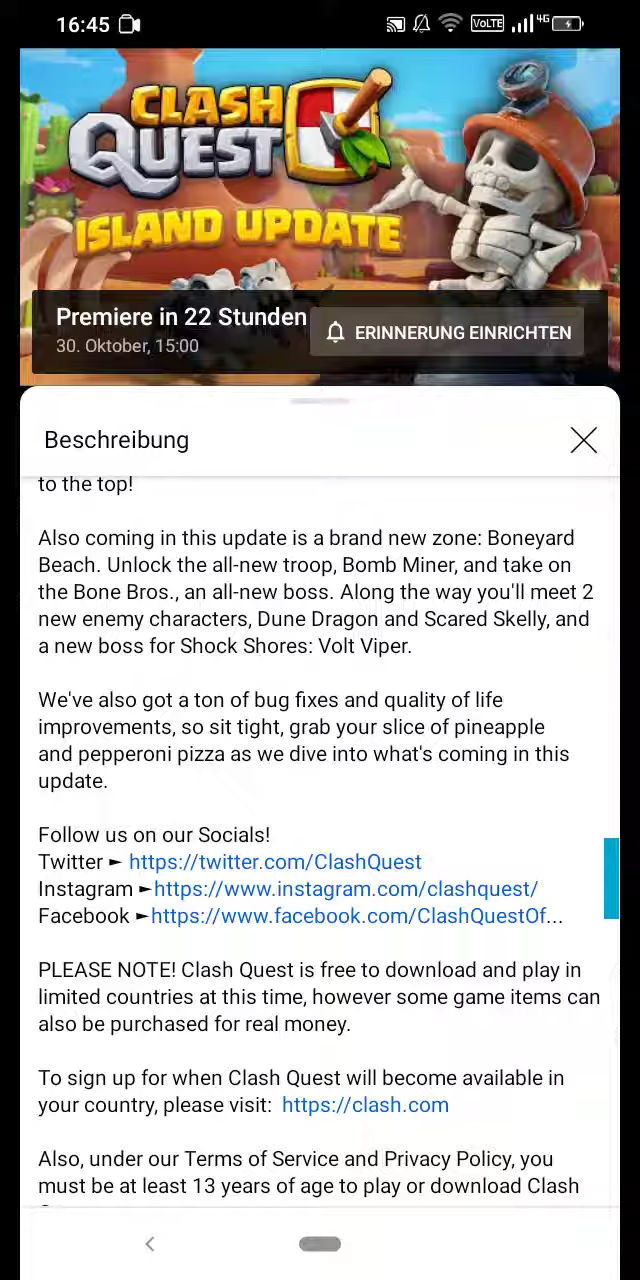 16:45
VoLTE
4G
CLASH
QUEST
ISLAND UPDATE
Premiere in 22 Stunden
30. Oktober, 15:00
ERINNERUNG EINRICHTEN
Beschreibung
to the top!
Also coming in this update is a brand new zone: Boneyard
Beach. Unlock the all-new troop, Bomb Miner, and take on
the Bone Bros., an all-new boss. Along the way you'll meet 2
new enemy characters, Dune Dragon and Scared Skelly, and
a new boss for Shock Shores: Volt Viper.
We've also got a ton of bug fixes and quality of life
improvements, so sit tight, grab your slice of pineapple
and pepperoni pizza as we dive into what's coming in this
update.
Follow us on our Socials!
Twitter ► https://twitter.com/ClashQuest
Instagram ►https://www.instagram.com/clashquest/
Facebook ►https://www.facebook.com/ClashQuestOf...
PLEASE NOTE! Clash Quest is free to download and play in
limited countries at this time, however some game items can
also be purchased for real money.
To sign up for when Clash Quest will become available in
your country, please visit:  https://clash.com
Also, under our Terms of Service and Privacy Policy, you
must be at least 13 years of age to play or download Clash